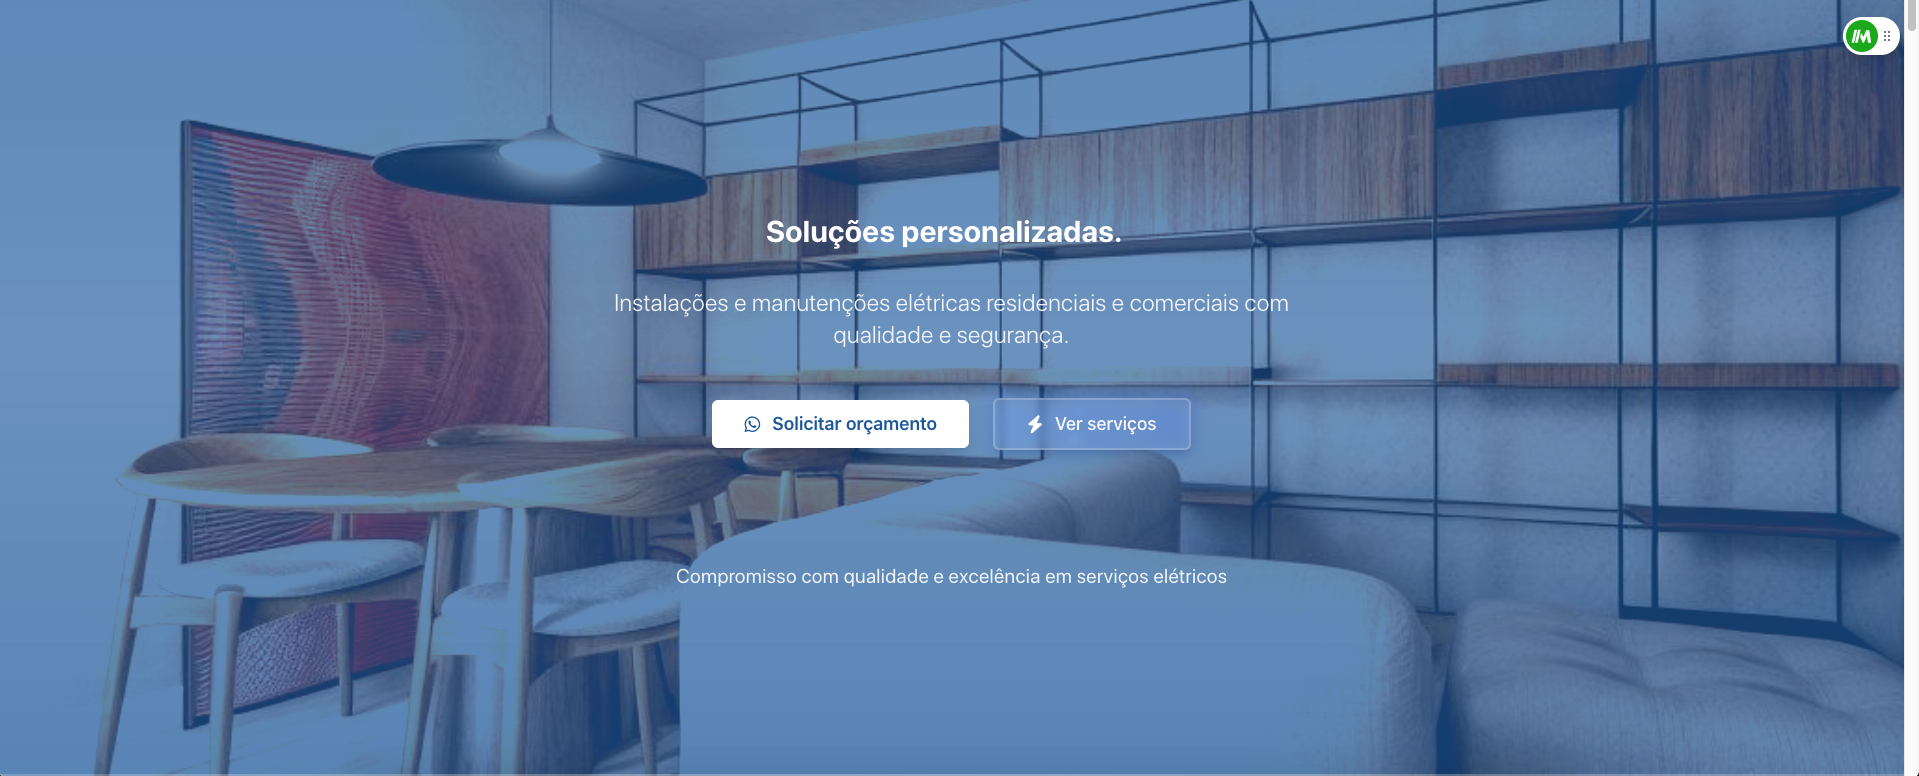 Soluções personalizadas.
Instalações e manutenções elétricas residenciais e comerciais com
qualidade e segurança.
Solicitar orçamento
Ver serviços
Compromisso com qualidade e excelência em serviços elétricos